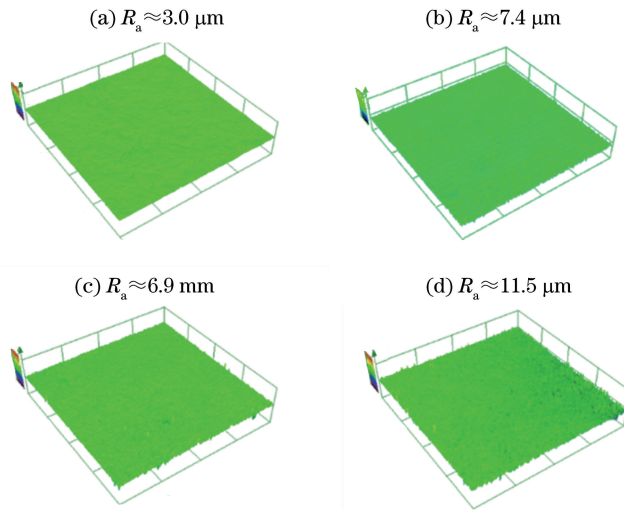 (a) Rₐ≈3.0 μm
(b) Rₐ≈7.4 μm
(c) Rₐ≈6.9 mm
(d) Rₐ≈11.5 μm